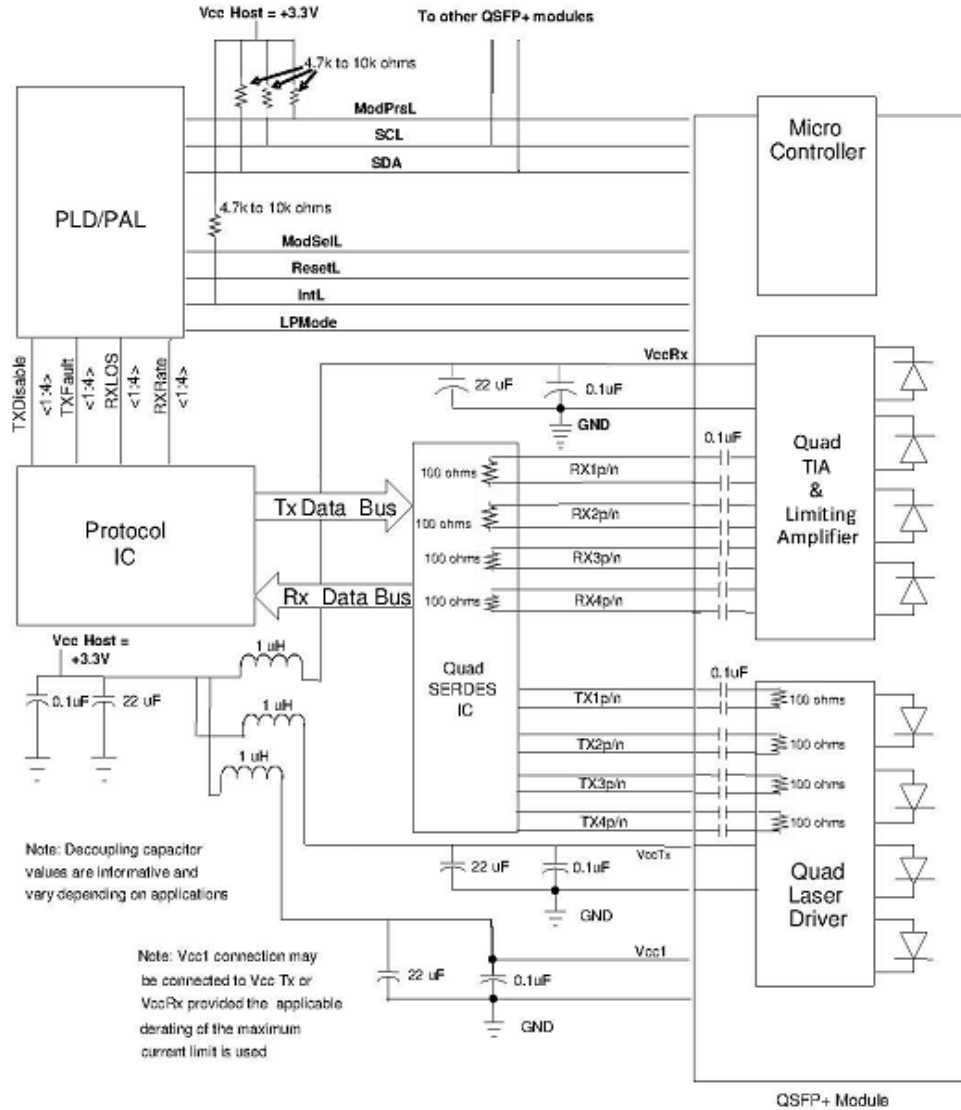 Vcc Host = +3.3V
To other QSFP+ modules
4.7k to 10k ohms
ModPrsL
SCL
SDA
Micro
Controller
PLD/PAL
4.7k to 10k ohms
ModSelL
ResetL
IntL
LPMode
TXDisable
<1:4>
TXFault
<1:4>
RXLOS
<1:4>
RXRate
<1:4>
VccRx
22 uF
0.1uF
GND
Protocol
IC
Tx Data Bus
Rx Data Bus
100 ohms
100 ohms
100 ohms
100 ohms
Quad
SERDES
IC
RX1p/n
RX2p/n
RX3p/n
RX4p/n
0.1uF
Quad
TIA
&
Limiting
Amplifier
Vcc Host =
+3.3V
0.1uF
22 uF
1 uH
1 uH
1 uH
TX1p/n
TX2p/n
TX3p/n
TX4p/n
0.1uF
100 ohms
100 ohms
100 ohms
100 ohms
Quad
Laser
Driver
VccTx
22 uF
0.1uF
GND
Note: Decoupling capacitor
values are informative and
vary depending on applications
Note: Vcc1 connection may
be connected to Vcc Tx or
VccRx provided the applicable
derating of the maximum
current limit is used
Vcc1
22 uF
0.1uF
GND
QSFP+ Module